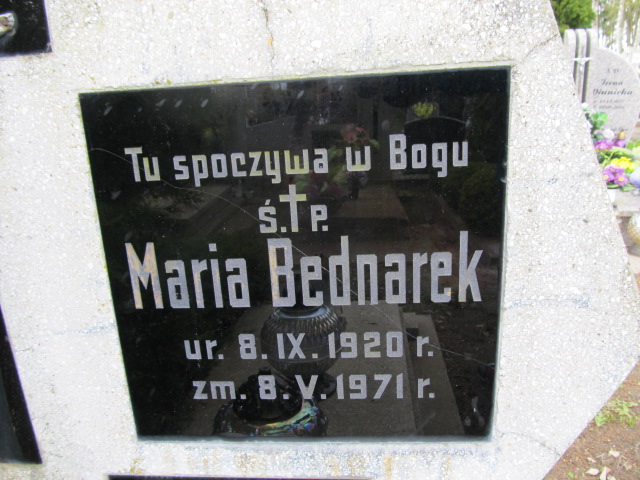 Tu spoczywa w Bogu
ś.†p.
Maria Bednarek
ur. 8.IX.1920 r.
zm. 8.V.1971 r.